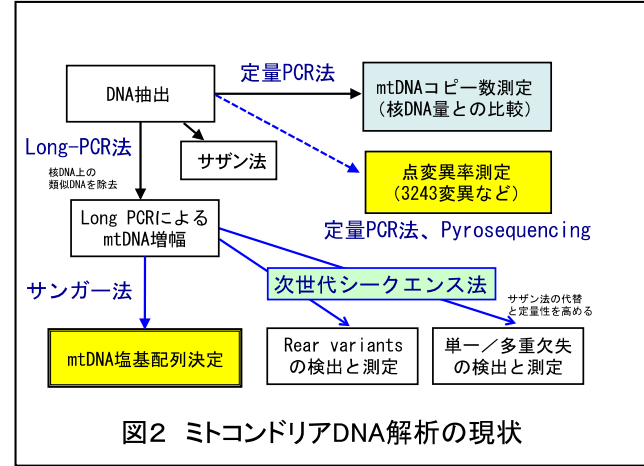 定量PCR法
DNA抽出
mtDNAコピー数測定
（核DNA量との比較）
Long-PCR法
サザン法
核DNA上の
類似DNAを除去
点変異率測定
（3243変異など）
Long PCRによる
mtDNA増幅
定量PCR法、Pyrosequencing
サンガー法
次世代シークエンス法
サザン法の代替
と定量性を高める
mtDNA塩基配列決定
Rear variants
の検出と測定
単一／多重欠失
の検出と測定
図2 ミトコンドリアDNA解析の現状